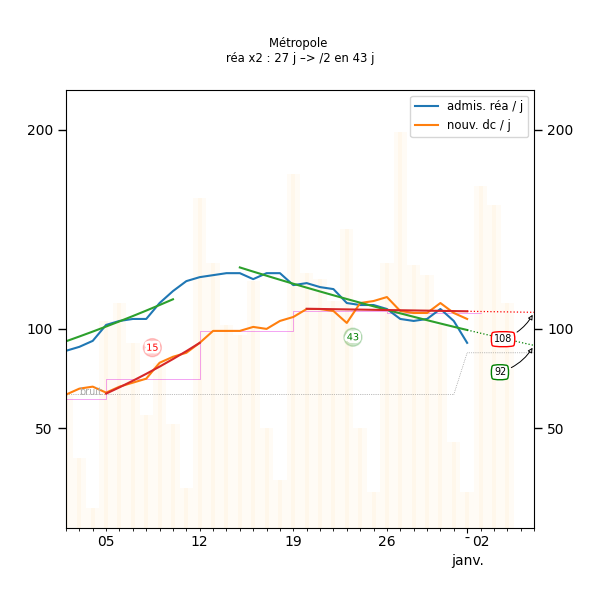 Métropole
réa x2 : 27 j –> /2 en 43 j
admis. réa / j
nouv. dc / j
200
200
100
100
50
50
15
43
108
92
brun
05
12
19
26
02
janv.